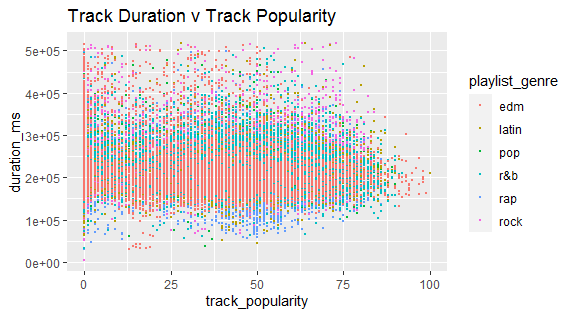 Track Duration v Track Popularity
5e+05
4e+05
3e+05
2e+05
1e+05
0e+00
duration_ms
0 25 50 75 100
track_popularity
playlist_genre
edm
latin
pop
r&b
rap
rock